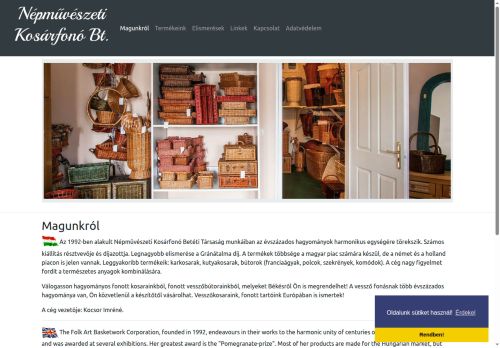 Népművészeti
Kosárfonó Bt.
Magunkról Termékeink Elismerések Linkek Kapcsolat Adatvédelem
Magunkról
Az 1992-ben alakult Népművészeti Kosárfonó Betéti Társaság munkáiban az évszázados hagyományok harmonikus egységére törekszik. Számos
kiállítás résztvevője és díjazottja. Legnagyobb elismerése a Gránátalma díj. A termékek többsége a magyar piac számára készül, de a német és a holland
piacon is jelen vannak. Leggyakoribb termékeik: karkosarak, kutyakosarak, bútorok (franciaágyak, polcok, szekrények, komódok). A cég nagy figyelmet
fordít a természetes anyagok kombinálására.
Válogasson hagyományos fonott kosarainkból, fonott vesszőbútorainkból, melyeket Békésről Ön is megrendelhet! A vessző fonásnak több évszázados
hagyománya van, Ön közvetlenül a készítőtől vásárolhat. Vesszőkosaraink, fonott tartóink Európában is ismertek!
A cég vezetője: Kocsor Imréné.
The Folk Art Basketwork Corporation, founded in 1992, endeavours in their works to the harmonic unity of centuries o
and was awarded at several exhibitions. Her greatest award is the "Pomegranate-prize". Most of her products are made for the Hungarian market, but
Oldalunk sütiket használ! Érdekel
Rendben!